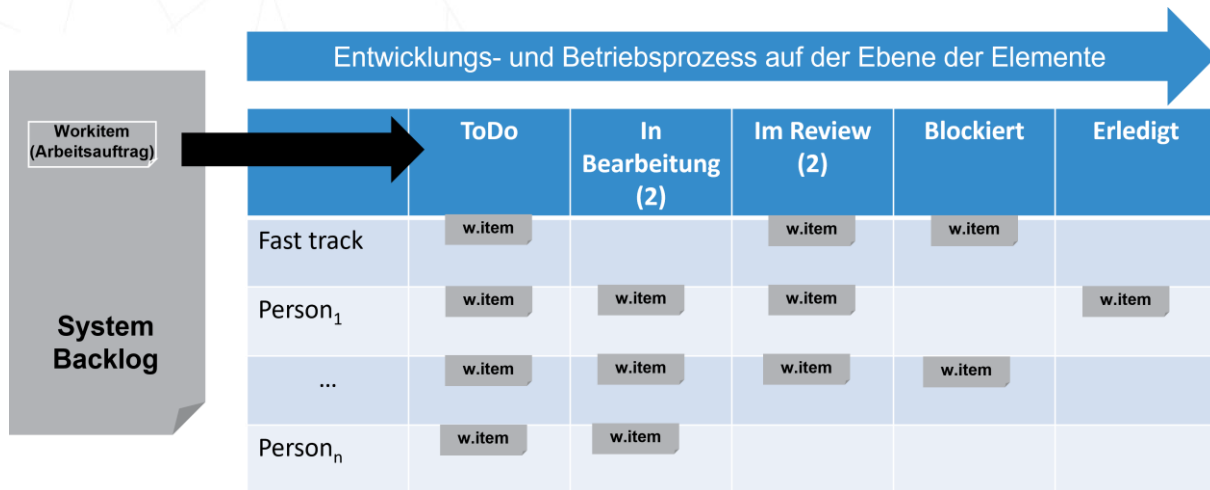 Entwicklungs- und Betriebsprozess auf der Ebene der Elemente
Workitem
(Arbeitsauftrag)
System
Backlog
ToDo
In
Bearbeitung
(2)
Im Review
(2)
Blockiert
Erledigt
Fast track
w.item
w.item
w.item
Person1
w.item
w.item
w.item
w.item
...
w.item
w.item
w.item
w.item
Personn
w.item
w.item